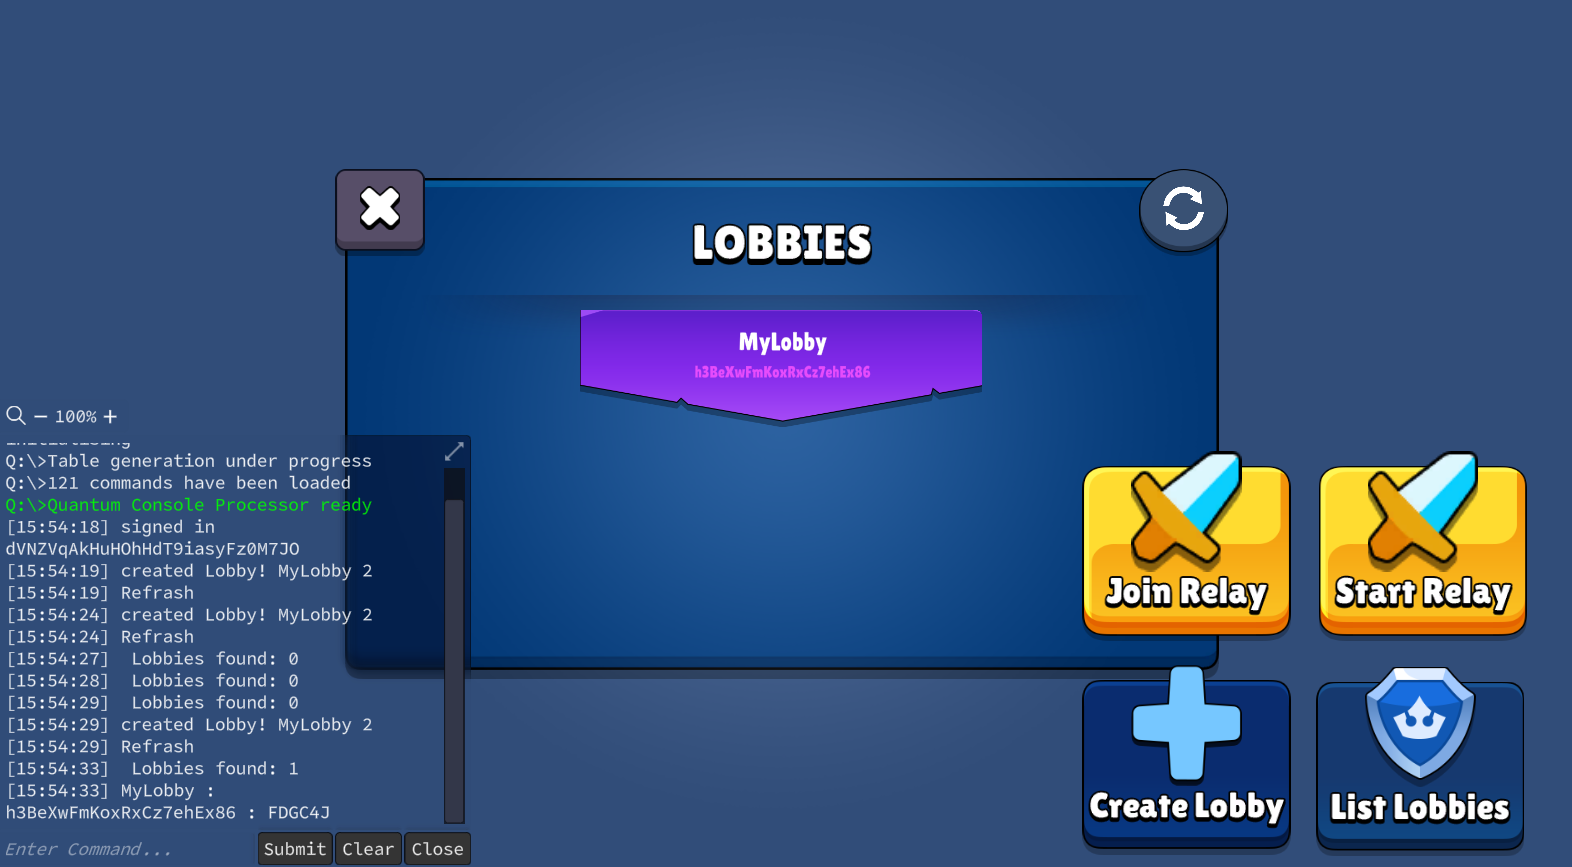 LOBBIES
MyLobby
h3BeXwFmKoxRxCz7ehEx86
100%
initialising
Q:\>Table generation under progress
Q:\>121 commands have been loaded
Q:\>Quantum Console Processor ready
[15:54:18] signed in
dVNZVqAkHuHOhHdT9iasyFz0M7JO
[15:54:19] created Lobby! MyLobby 2
[15:54:19] Refrash
[15:54:24] created Lobby! MyLobby 2
[15:54:24] Refrash
[15:54:27]  Lobbies found: 0
[15:54:28]  Lobbies found: 0
[15:54:29]  Lobbies found: 0
[15:54:29] created Lobby! MyLobby 2
[15:54:29] Refrash
[15:54:33]  Lobbies found: 1
[15:54:33] MyLobby :
h3BeXwFmKoxRxCz7ehEx86 : FDGC4J
Enter Command...
Submit
Clear
Close
Join Relay
Start Relay
Create Lobby
List Lobbies